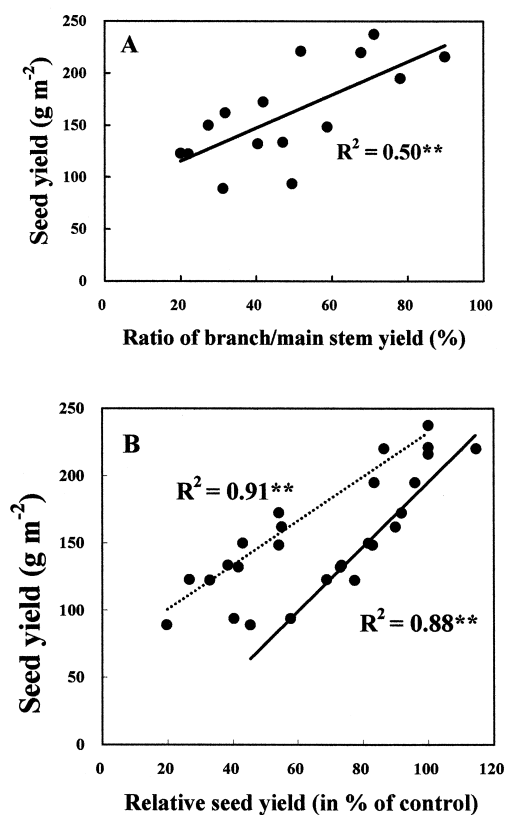 A
250
200
150
100
50
0
Seed yield (g m-2)
R2 = 0.50**
0 20 40 60 80 100
Ratio of branch/main stem yield (%)
B
250
200
150
100
50
0
Seed yield (g m-2)
R2 = 0.91**
R2 = 0.88**
0 20 40 60 80 100 120
Relative seed yield (in % of control)